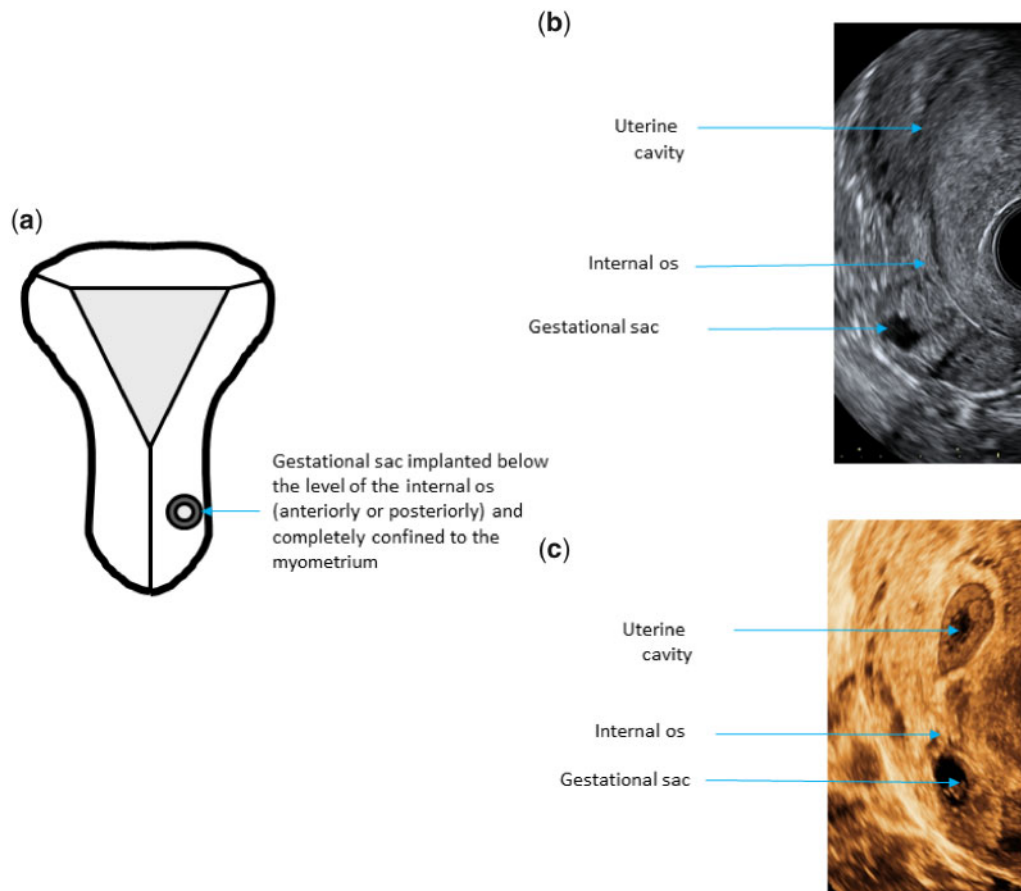 (a)
Gestational sac implanted below
the level of the internal os
(anteriorly or posteriorly) and
completely confined to the
myometrium
(b)
Uterine
cavity
Internal os
Gestational sac
(c)
Uterine
cavity
Internal os
Gestational sac